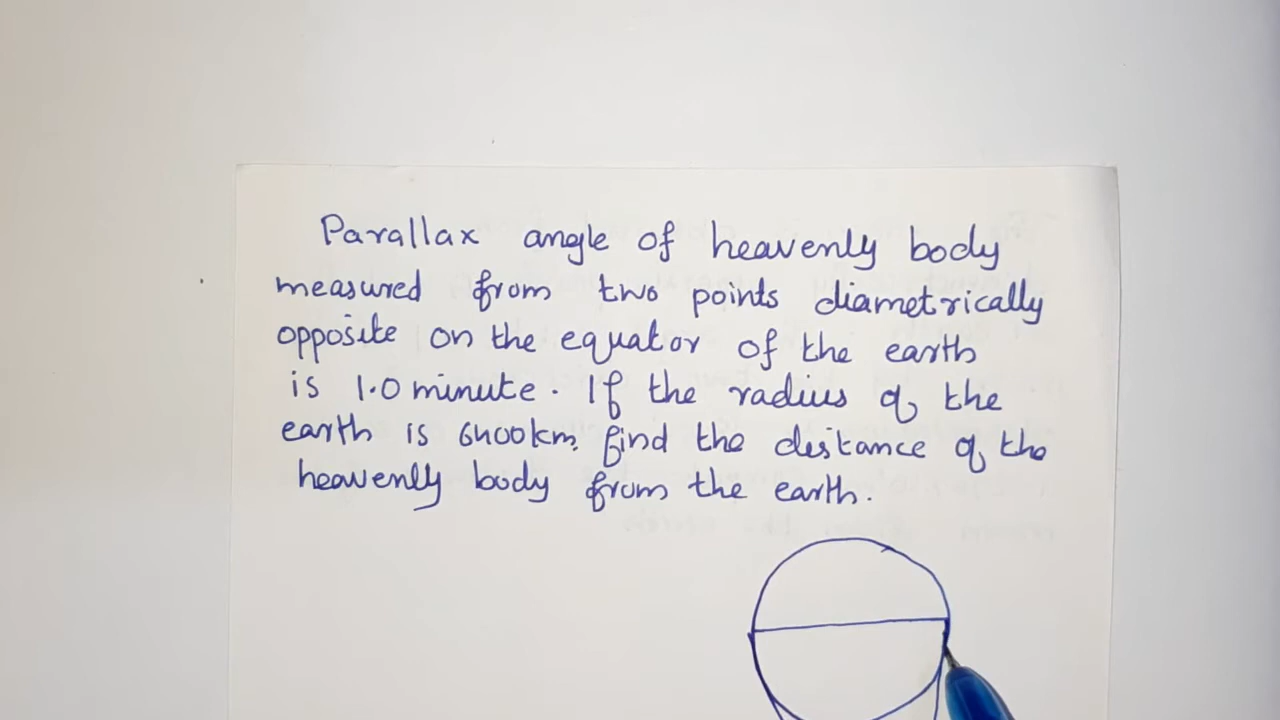 Parallax angle of heavenly body
measured from two points diametrically
opposite on the equator of the earth
is 1.0 minute. If the radius of the
earth is 6400km, find the distance of the
heavenly body from the earth.